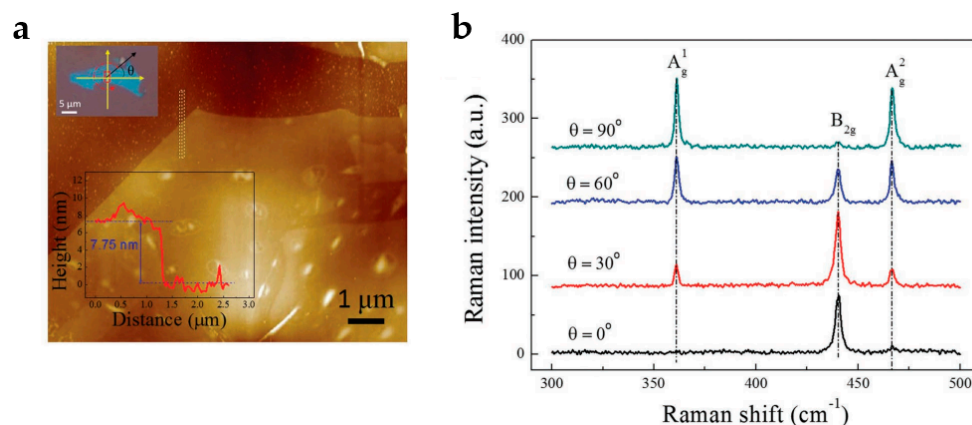 a
θ
5 μm
Height (nm)
12
10
8
6
4
2
0
7.75 nm
0.0 0.5 1.0 1.5 2.0 2.5 3.0
Distance (μm)
1 μm
b
Raman intensity (a.u.)
400
300
200
100
0
A¹g
B2g
A²g
θ = 90°
θ = 60°
θ = 30°
θ = 0°
300 350 400 450 500
Raman shift (cm⁻¹)